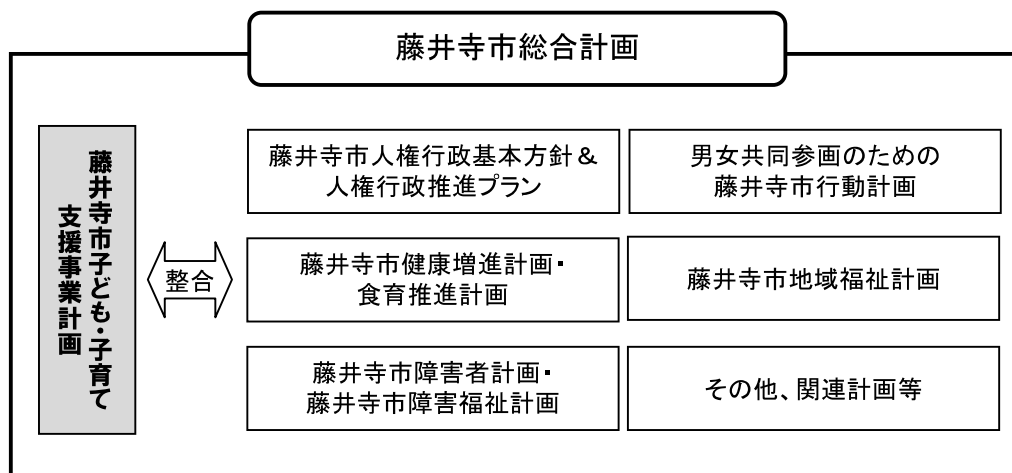 藤井寺市総合計画
藤井寺市子ども・子育て
支援事業計画
整合
藤井寺市人権行政基本方針＆
人権行政推進プラン
男女共同参画のための
藤井寺市行動計画
藤井寺市健康増進計画・
食育推進計画
藤井寺市地域福祉計画
藤井寺市障害者計画・
藤井寺市障害福祉計画
その他、関連計画等